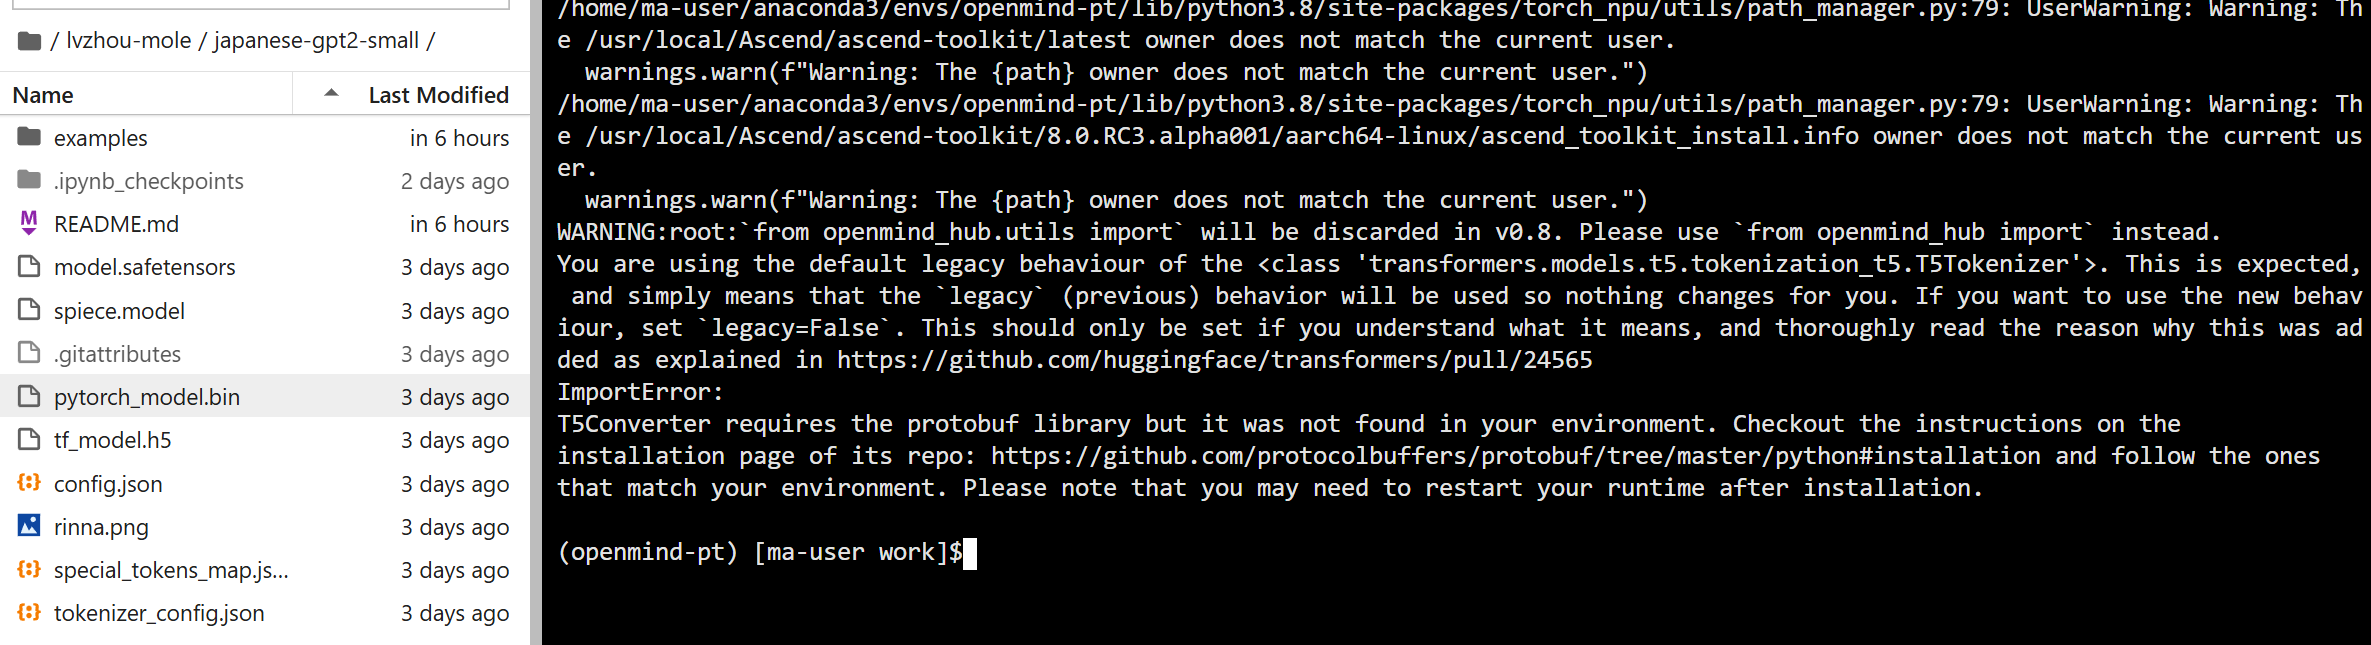 / lvzhou-mole / japanese-gpt2-small /
Name Last Modified
examples in 6 hours
.ipynb_checkpoints 2 days ago
README.md in 6 hours
model.safetensors 3 days ago
spiece.model 3 days ago
.gitattributes 3 days ago
pytorch_model.bin 3 days ago
tf_model.h5 3 days ago
config.json 3 days ago
rinna.png 3 days ago
special_tokens_map.js... 3 days ago
tokenizer_config.json 3 days ago
/home/ma-user/anaconda3/envs/openmind-pt/lib/python3.8/site-packages/torch_npu/utils/path_manager.py:79: UserWarning: Warning: Th
e /usr/local/Ascend/ascend-toolkit/latest owner does not match the current user.
  warnings.warn(f"Warning: The {path} owner does not match the current user.")
/home/ma-user/anaconda3/envs/openmind-pt/lib/python3.8/site-packages/torch_npu/utils/path_manager.py:79: UserWarning: Warning: Th
e /usr/local/Ascend/ascend-toolkit/8.0.RC3.alpha001/aarch64-linux/ascend_toolkit_install.info owner does not match the current us
er.
  warnings.warn(f"Warning: The {path} owner does not match the current user.")
WARNING:root:`from openmind_hub.utils import` will be discarded in v0.8. Please use `from openmind_hub import` instead.
You are using the default legacy behaviour of the <class 'transformers.models.t5.tokenization_t5.T5Tokenizer'>. This is expected,
 and simply means that the `legacy` (previous) behavior will be used so nothing changes for you. If you want to use the new behav
iour, set `legacy=False`. This should only be set if you understand what it means, and thoroughly read the reason why this was ad
ded as explained in https://github.com/huggingface/transformers/pull/24565
ImportError:
T5Converter requires the protobuf library but it was not found in your environment. Checkout the instructions on the
installation page of its repo: https://github.com/protocolbuffers/protobuf/tree/master/python#installation and follow the ones
that match your environment. Please note that you may need to restart your runtime after installation.
(openmind-pt) [ma-user work]$